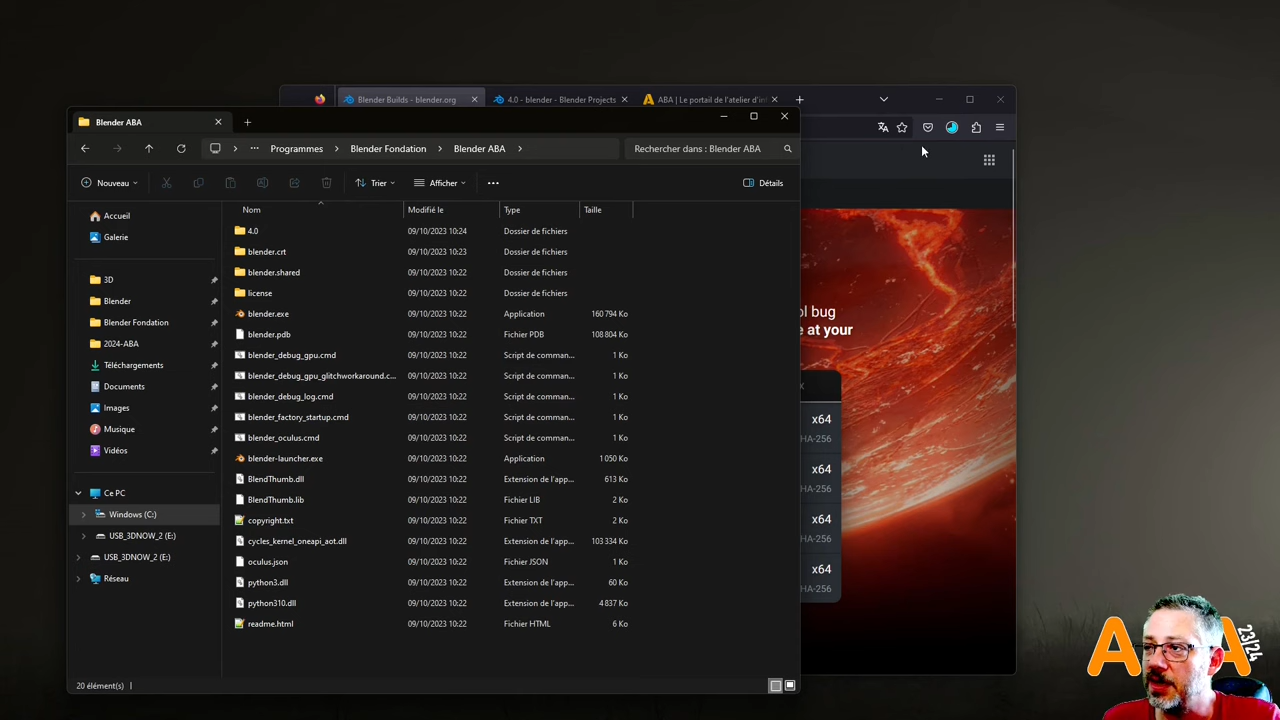 Blender Builds - blender.org
4.0 - blender - Blender Projects
ABA | Le portail de l'atelier d'inf
Blender ABA
Programmes
Blender Fondation
Blender ABA
Rechercher dans : Blender ABA
Nouveau
Trier
Afficher
Détails
Nom Modifié le Type Taille
Accueil
Galerie
3D
Blender
Blender Fondation
2024-ABA
Téléchargements
Documents
Images
Musique
Vidéos
Ce PC
Windows (C:)
USB_3DNOW_2 (E:)
USB_3DNOW_2 (E:)
Réseau
4.0 09/10/2023 10:24 Dossier de fichiers
blender.crt 09/10/2023 10:23 Dossier de fichiers
blender.shared 09/10/2023 10:22 Dossier de fichiers
license 09/10/2023 10:22 Dossier de fichiers
blender.exe 09/10/2023 10:22 Application 160 794 Ko
blender.pdb 09/10/2023 10:22 Fichier PDB 108 804 Ko
blender_debug_gpu.cmd 09/10/2023 10:22 Script de comman... 1 Ko
blender_debug_gpu_glitchworkaround.c... 09/10/2023 10:22 Script de comman... 1 Ko
blender_debug_log.cmd 09/10/2023 10:22 Script de comman... 1 Ko
blender_factory_startup.cmd 09/10/2023 10:22 Script de comman... 1 Ko
blender_oculus.cmd 09/10/2023 10:22 Script de comman... 1 Ko
blender-launcher.exe 09/10/2023 10:22 Application 1 050 Ko
BlendThumb.dll 09/10/2023 10:22 Extension de l'app... 613 Ko
BlendThumb.lib 09/10/2023 10:22 Fichier LIB 2 Ko
copyright.txt 09/10/2023 10:22 Fichier TXT 2 Ko
cycles_kernel_oneapi_aot.dll 09/10/2023 10:22 Extension de l'app... 103 334 Ko
oculus.json 09/10/2023 10:22 Fichier JSON 1 Ko
python3.dll 09/10/2023 10:22 Extension de l'app... 60 Ko
python310.dll 09/10/2023 10:22 Extension de l'app... 4 837 Ko
readme.html 09/10/2023 10:22 Fichier HTML 6 Ko
20 élément(s)
ol bug
e at your
X
x64
HA-256
x64
HA-256
x64
HA-256
x64
HA-256
23/24